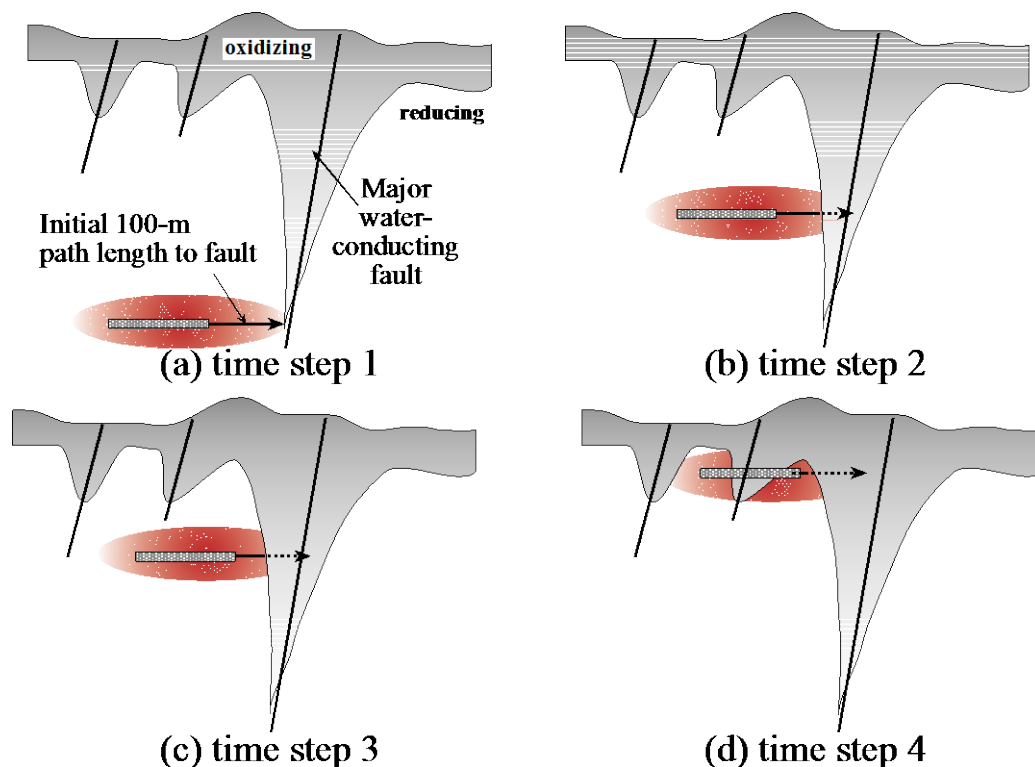 oxidizing
reducing
Major
water-
conducting
fault
Initial 100-m
path length to fault
(a) time step 1
(b) time step 2
(c) time step 3
(d) time step 4